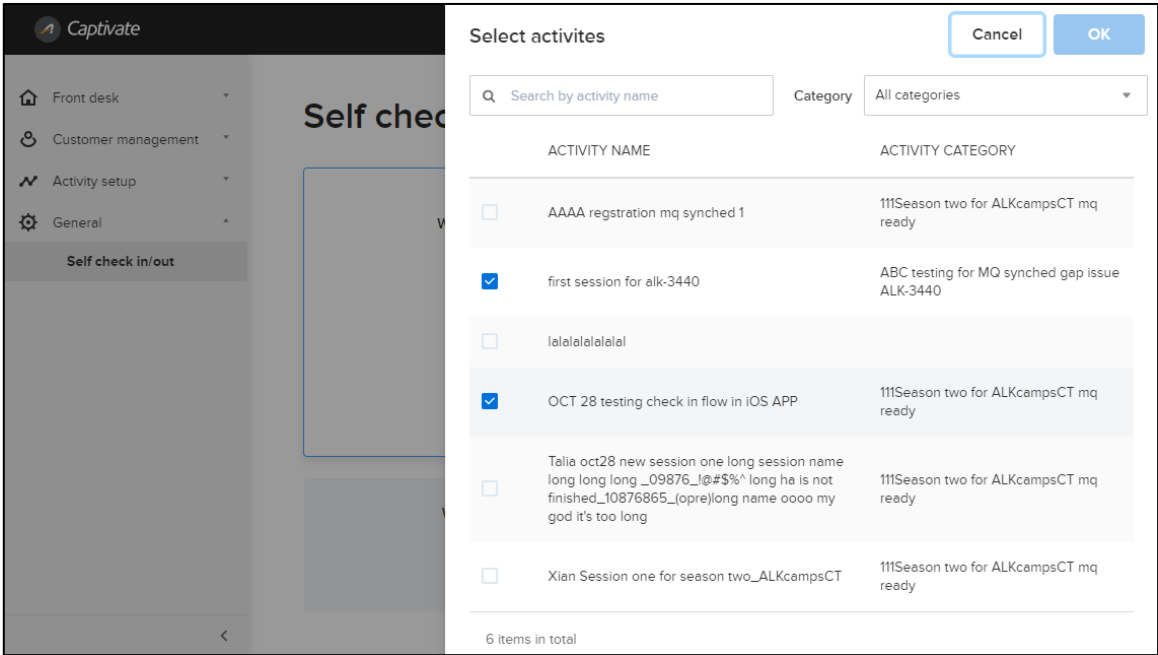 Captivate
Front desk
Customer management
Activity setup
General
Self check in/out
Self chec
W
W
Select activites
Cancel
OK
Search by activity name
Category
All categories
ACTIVITY NAME
ACTIVITY CATEGORY
AAAA regstration mq synched 1
111Season two for ALKcampsCT mq
ready
first session for alk-3440
ABC testing for MQ synched gap issue
ALK-3440
lalalalalalalal
OCT 28 testing check in flow in iOS APP
111Season two for ALKcampsCT mq
ready
Talia oct28 new session one long session name
long long long _09876_!@#$%^ long ha is not
finished_10876865_(opre)long name oooo my
god it's too long
111Season two for ALKcampsCT mq
ready
Xian Session one for season two_ALKcampsCT
111Season two for ALKcampsCT mq
ready
6 items in total